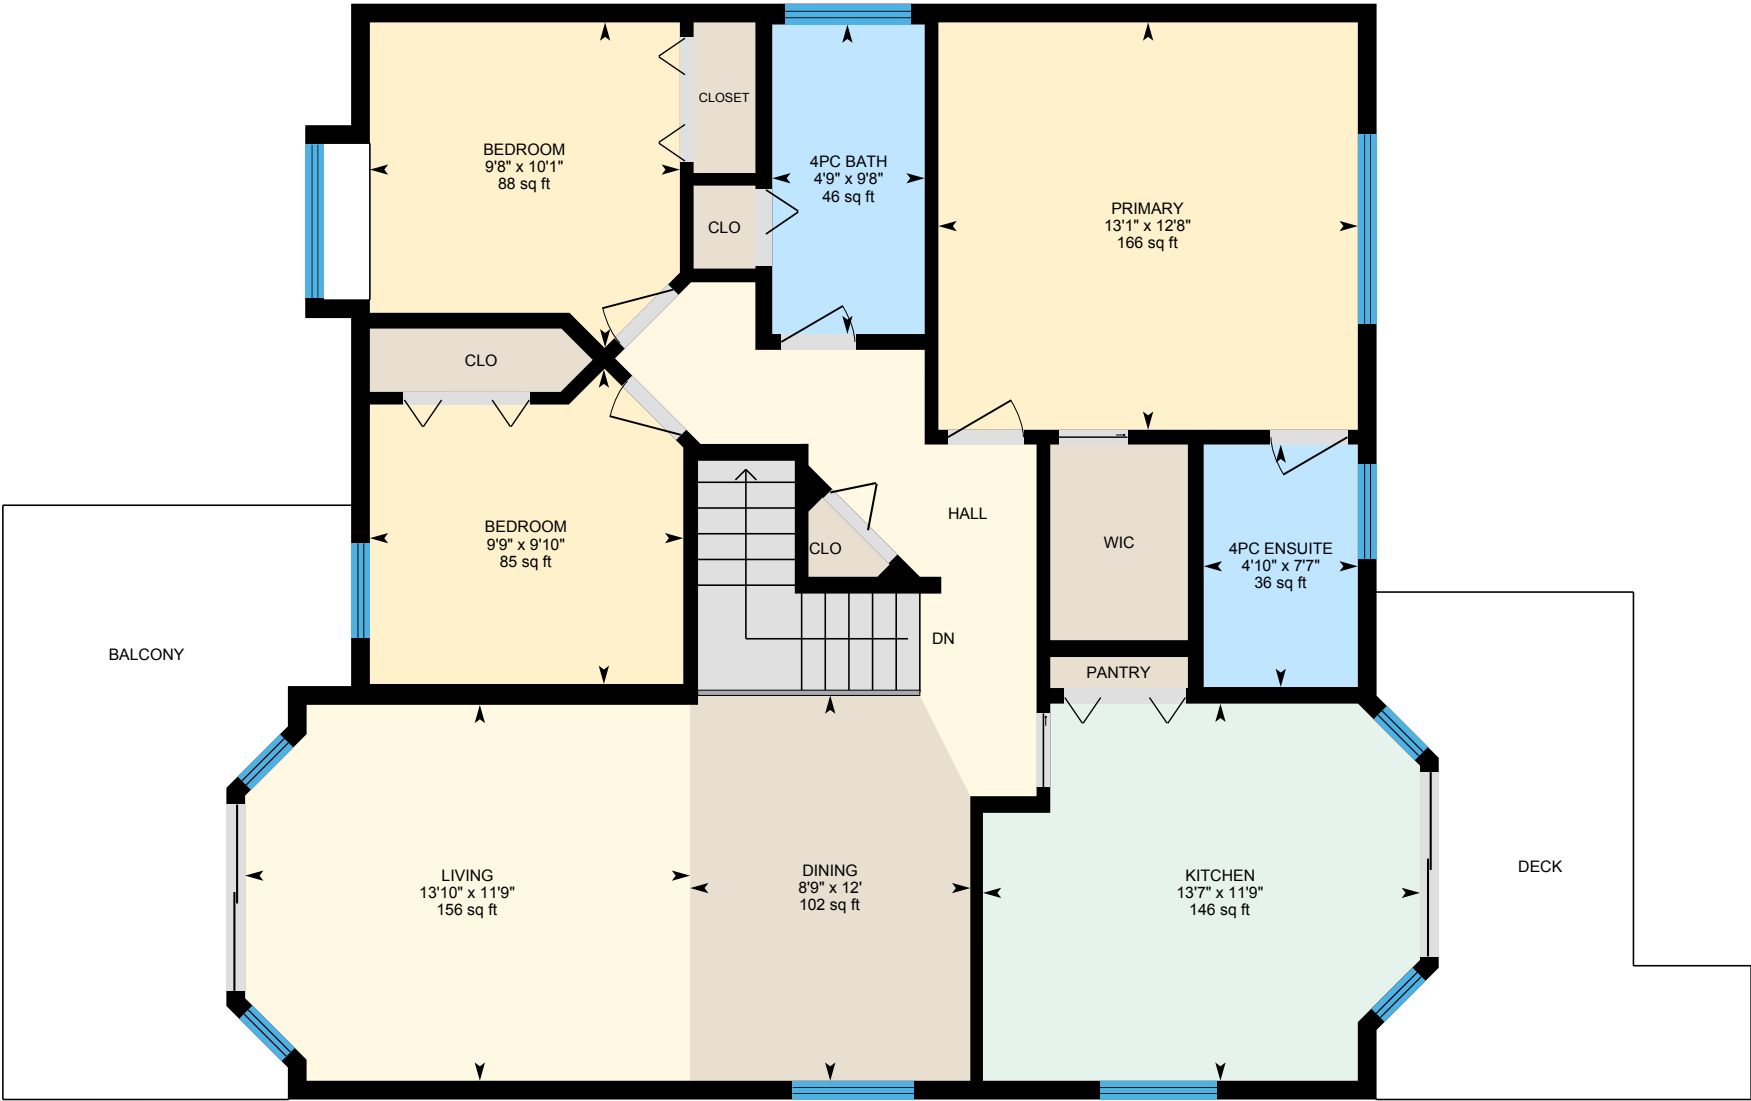 CLOSET
BEDROOM
9'8" x 10'1"
88 sq ft
4PC BATH
4'9" x 9'8"
46 sq ft
PRIMARY
13'1" x 12'8"
166 sq ft
CLO
CLO
HALL
BEDROOM
9'9" x 9'10"
85 sq ft
CLO
WIC
4PC ENSUITE
4'10" x 7'7"
36 sq ft
BALCONY
DN
PANTRY
LIVING
13'10" x 11'9"
156 sq ft
DINING
8'9" x 12'
102 sq ft
KITCHEN
13'7" x 11'9"
146 sq ft
DECK